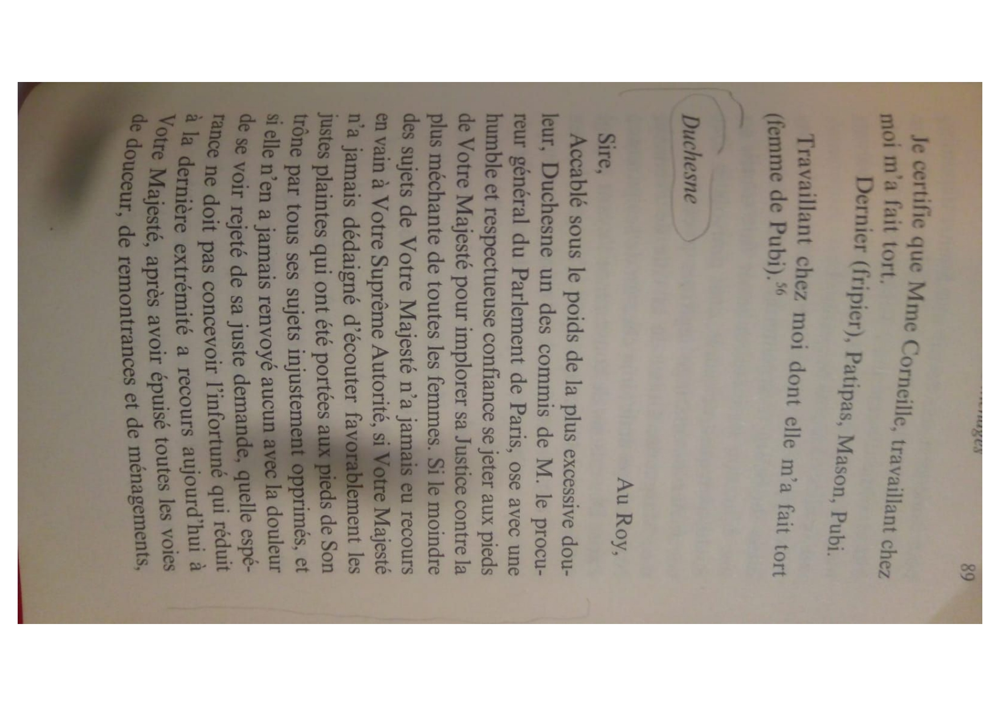 89
Je certifie que Mme Corneille, travaillant chez
moi m'a fait tort.
Dernier (fripier), Patipas, Mason, Pubi.
Travaillant chez moi dont elle m'a fait tort
(femme de Pubi).56
Duchesne
Au Roy,
Sire,
Accablé sous le poids de la plus excessive dou-
leur, Duchesne un des commis de M. le procu-
reur général du Parlement de Paris, ose avec une
humble et respectueuse confiance se jeter aux pieds
de Votre Majesté pour implorer sa Justice contre la
plus méchante de toutes les femmes. Si le moindre
des sujets de Votre Majesté n'a jamais eu recours
en vain à Votre Suprême Autorité, si Votre Majesté
n'a jamais dédaigné d'écouter favorablement les
justes plaintes qui ont été portées aux pieds de Son
trône par tous ses sujets injustement opprimés, et
si elle n'en a jamais renvoyé aucun avec la douleur
de se voir rejeté de sa juste demande, quelle espé-
rance ne doit pas concevoir l'infortuné qui réduit
à la dernière extrémité a recours aujourd'hui à
Votre Majesté, après avoir épuisé toutes les voies
de douceur, de remontrances et de ménagements,